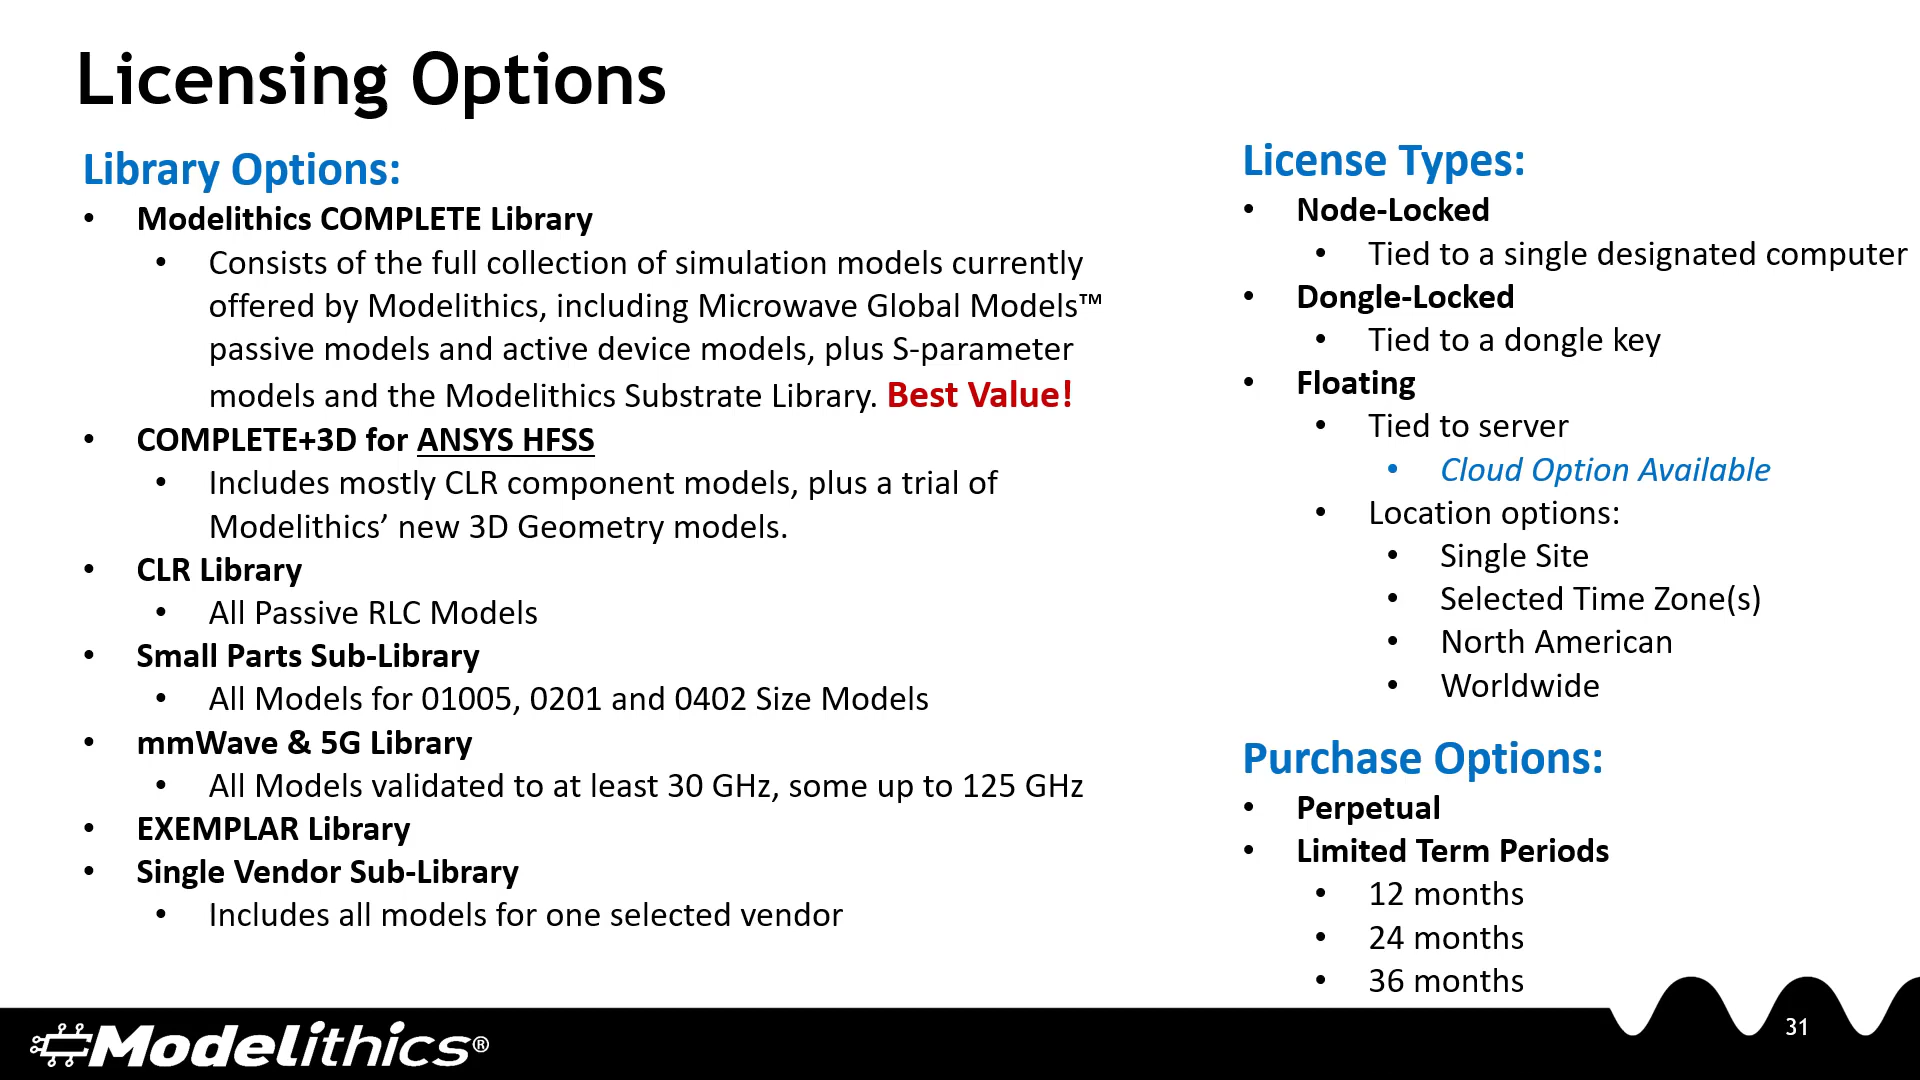 Licensing Options
Library Options:
• Modelithics COMPLETE Library
• Consists of the full collection of simulation models currently
offered by Modelithics, including Microwave Global Models™
passive models and active device models, plus S-parameter
models and the Modelithics Substrate Library. Best Value!
• COMPLETE+3D for ANSYS HFSS
• Includes mostly CLR component models, plus a trial of
Modelithics’ new 3D Geometry models.
• CLR Library
• All Passive RLC Models
• Small Parts Sub-Library
• All Models for 01005, 0201 and 0402 Size Models
• mmWave & 5G Library
• All Models validated to at least 30 GHz, some up to 125 GHz
• EXEMPLAR Library
• Single Vendor Sub-Library
• Includes all models for one selected vendor
License Types:
• Node-Locked
• Tied to a single designated computer
• Dongle-Locked
• Tied to a dongle key
• Floating
• Tied to server
• Cloud Option Available
• Location options:
• Single Site
• Selected Time Zone(s)
• North American
• Worldwide
Purchase Options:
• Perpetual
• Limited Term Periods
• 12 months
• 24 months
• 36 months
Modelithics®
31